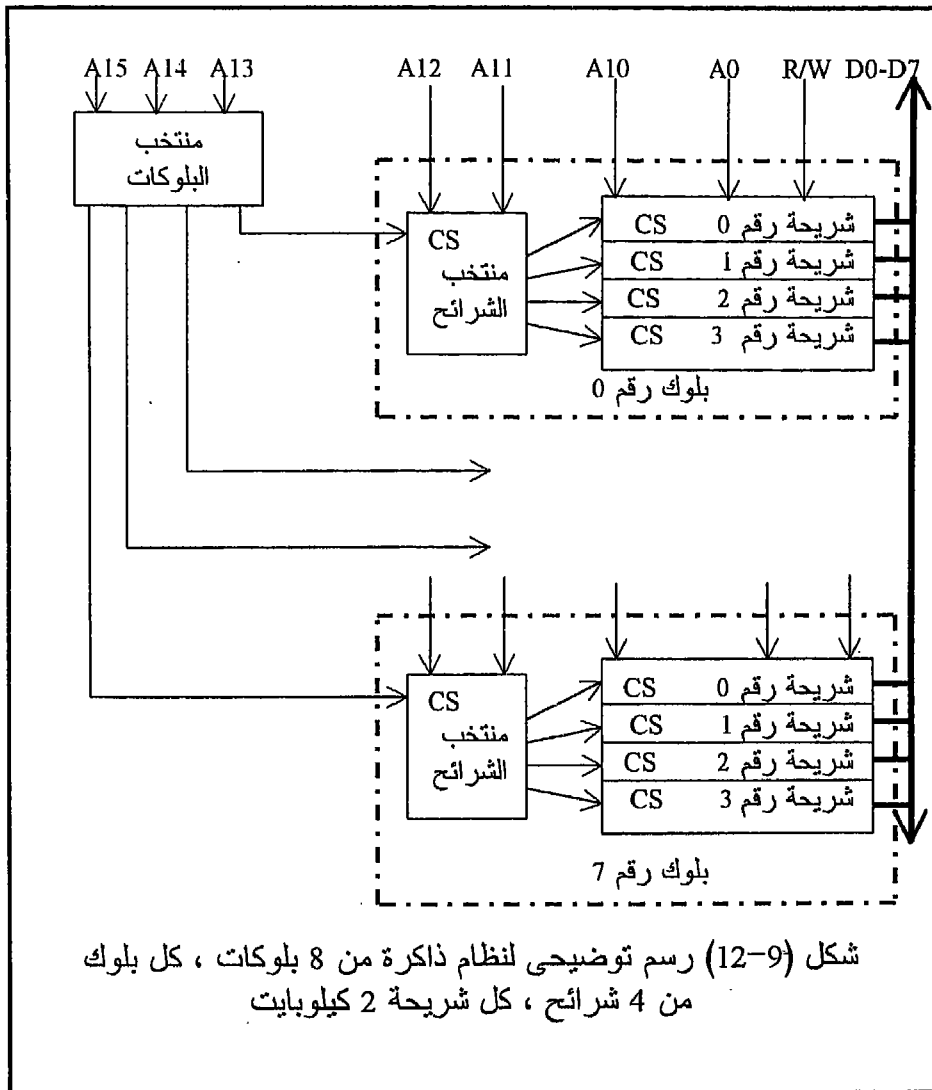 A15 A14 A13 A12 A11 A10 A0 R/W D0-D7
منتخب
البلوكات
CS
منتخب
الشرائح
CS شريحة رقم 0
CS شريحة رقم 1
CS شريحة رقم 2
CS شريحة رقم 3
بلوك رقم 0
CS
منتخب
الشرائح
CS شريحة رقم 0
CS شريحة رقم 1
CS شريحة رقم 2
CS شريحة رقم 3
بلوك رقم 7
شكل (9-12) رسم توضيحى لنظام ذاكرة من 8 بلوكات ، كل بلوك
من 4 شرائح ، كل شريحة 2 كيلوبايت